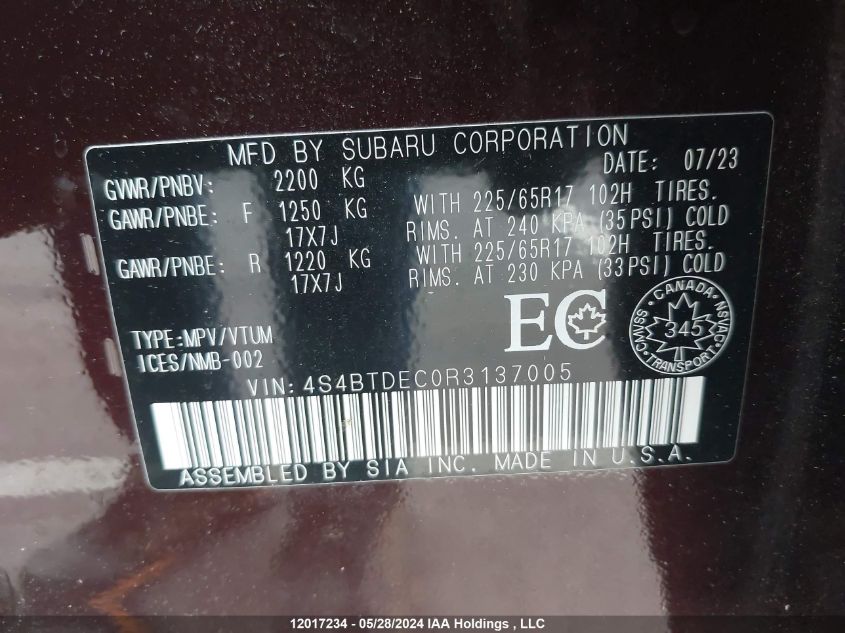 MFD BY SUBARU CORPORATION
DATE: 07/23
GVWR/PNBV: 2200 KG
GAWR/PNBE: F 1250 KG WITH 225/65R17 102H TIRES.
17X7J RIMS. AT 240 KPA (35PSI) COLD
GAWR/PNBE: R 1220 KG WITH 225/65R17 102H TIRES.
17X7J RIMS. AT 230 KPA (33PSI) COLD
EC
CANADA
CMVSS 345 NSVAC
TRANSPORT
TYPE:MPV/VTUM
ICES/NMB-002
VIN: 4S4BTDEC0R3137005
ASSEMBLED BY SIA INC. MADE IN U.S.A.
12017234 - 05/28/2024 IAA Holdings , LLC